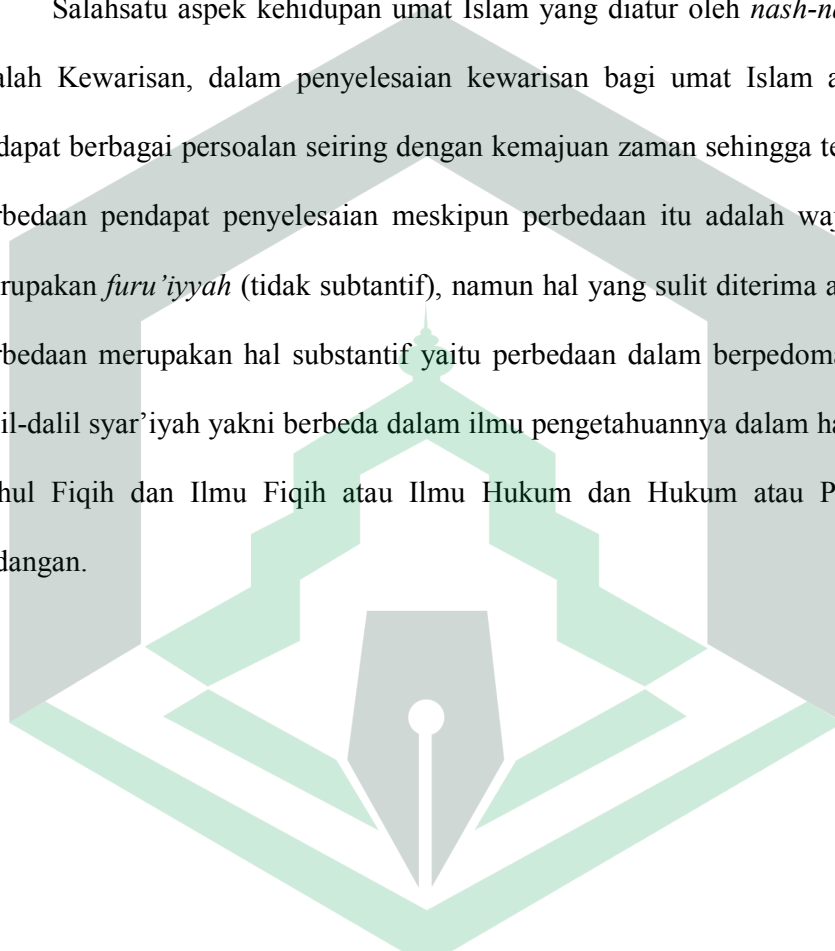 Salahsatu aspek kehidupan umat Islam yang diatur oleh nash-na
alah Kewarisan, dalam penyelesaian kewarisan bagi umat Islam a
dapat berbagai persoalan seiring dengan kemajuan zaman sehingga te
rbedaan pendapat penyelesaian meskipun perbedaan itu adalah waj
rupakan furu’iyyah (tidak subtantif), namun hal yang sulit diterima a
rbedaan merupakan hal substantif yaitu perbedaan dalam berpedoma
il-dalil syar’iyah yakni berbeda dalam ilmu pengetahuannya dalam ha
hul Fiqih dan Ilmu Fiqih atau Ilmu Hukum dan Hukum atau P
dangan.